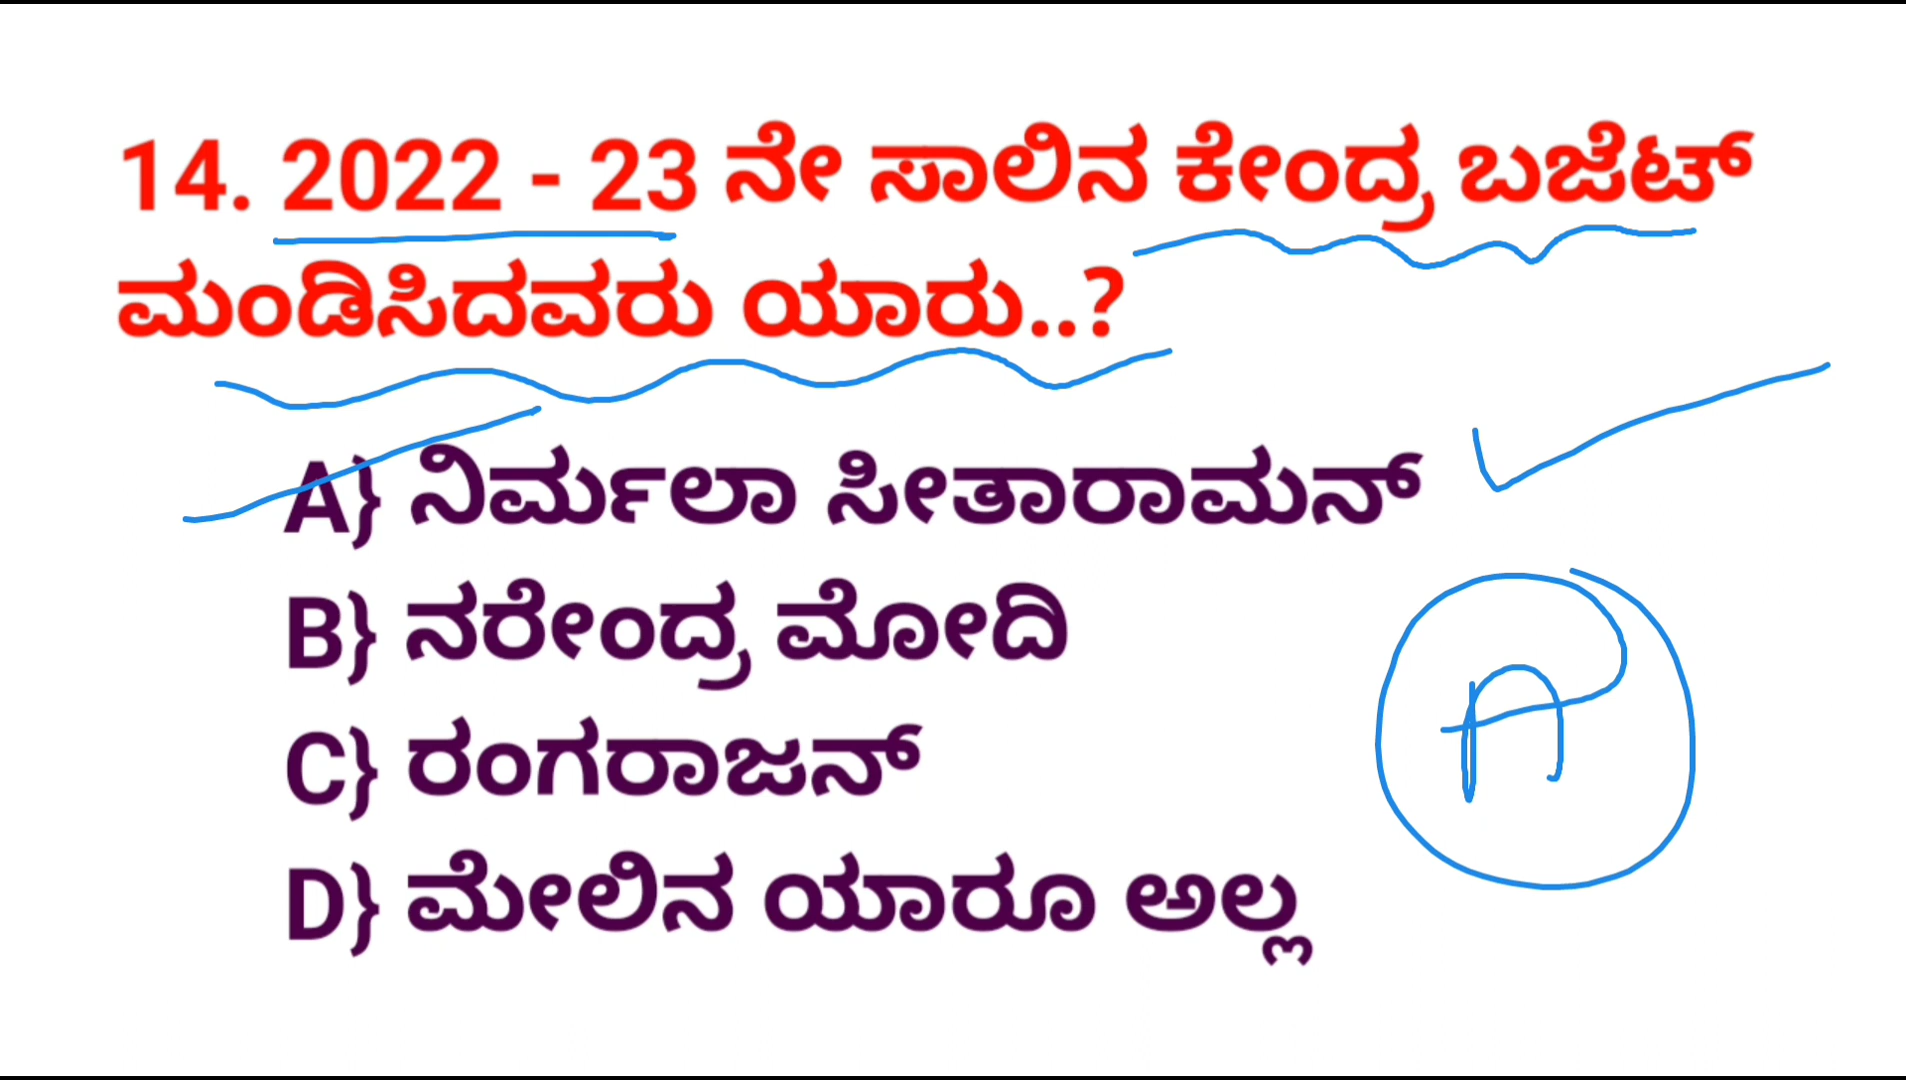 14. 2022 - 23 ನೇ ಸಾಲಿನ ಕೇಂದ್ರ ಬಜೆಟ್
ಮಂಡಿಸಿದವರು ಯಾರು..?
A} ನಿರ್ಮಲಾ ಸೀತಾರಾಮನ್
B} ನರೇಂದ್ರ ಮೋದಿ
C} ರಂಗರಾಜನ್
D} ಮೇಲಿನ ಯಾರೂ ಅಲ್ಲ
A